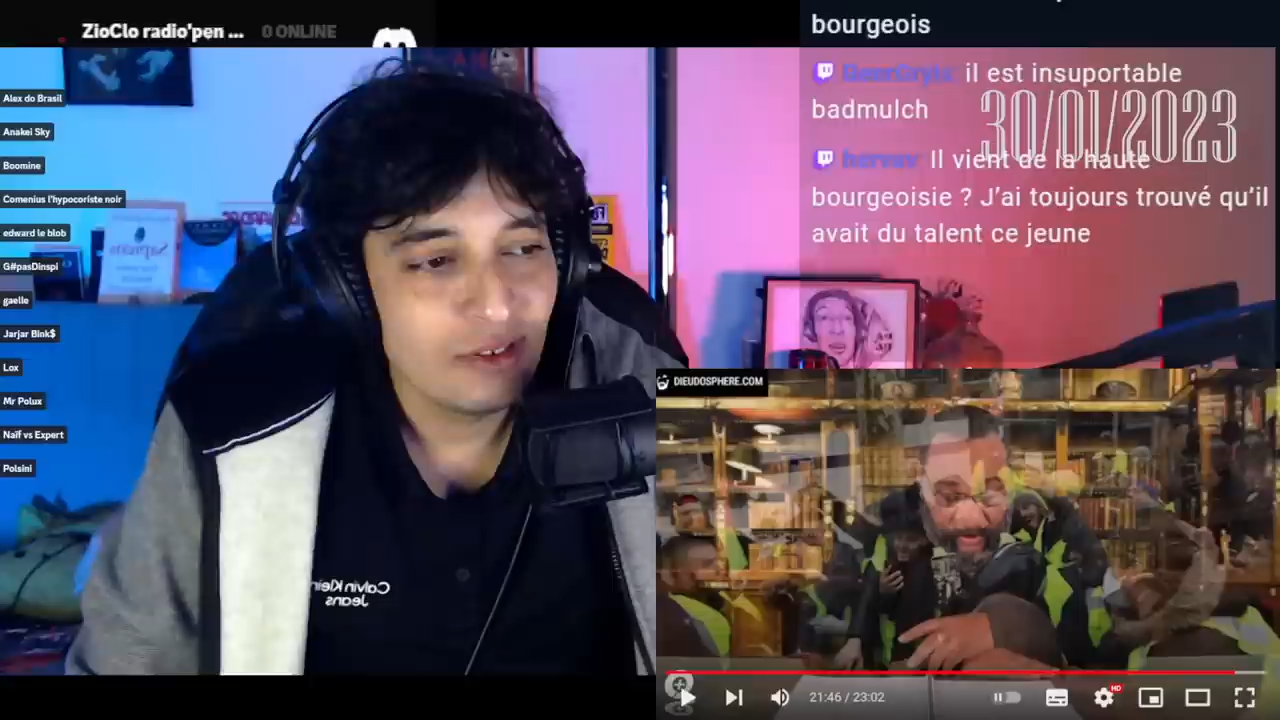 ZioClo radio'pen ...
0 ONLINE
Alex do Brasil
Anakei Sky
Boomine
Comenius l'hypocoriste noir
edward le blob
G#pasDinspi
gaelle
Jarjar Bink$
Lox
Mr Polux
Naïf vs Expert
Polsini
Calvin Klein
Jeans
bourgeois
il est insuportable
badmulch
30/01/2023
Il vient de la haute
bourgeoisie ? J'ai toujours trouvé qu'il
avait du talent ce jeune
DIEUDOSPHERE.COM
21:46 / 23:02
HD